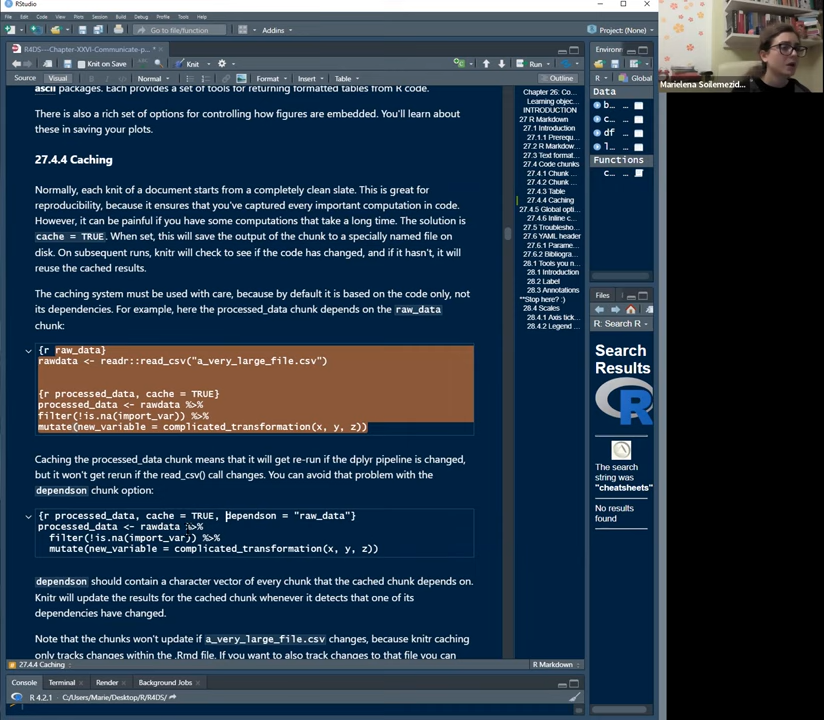 RStudio
File Edit Code View Plots Session Build Debug Profile Tools Help
Go to file/function
Addins
Project: (None)
R4DS---Chapter-XXVI-Communicate-p...
Knit on Save
Knit
Run
Source Visual
Normal
Format
Insert
Table
Outline
ascii packages. Each provides a set of tools for returning formatted tables from R code.
There is also a rich set of options for controlling how figures are embedded. You'll learn about
these in saving your plots.
27.4.4 Caching
Normally, each knit of a document starts from a completely clean slate. This is great for
reproducibility, because it ensures that you've captured every important computation in code.
However, it can be painful if you have some computations that take a long time. The solution is
cache = TRUE. When set, this will save the output of the chunk to a specially named file on
disk. On subsequent runs, knitr will check to see if the code has changed, and if it hasn't, it will
reuse the cached results.
The caching system must be used with care, because by default it is based on the code only, not
its dependencies. For example, here the processed_data chunk depends on the raw_data
chunk:
{r raw_data}
rawdata <- readr::read_csv("a_very_large_file.csv")
{r processed_data, cache = TRUE}
processed_data <- rawdata %>%
filter(!is.na(import_var)) %>%
mutate(new_variable = complicated_transformation(x, y, z))
Caching the processed_data chunk means that it will get re-run if the dplyr pipeline is changed,
but it won't get rerun if the read_csv() call changes. You can avoid that problem with the
dependson chunk option:
{r processed_data, cache = TRUE, dependson = "raw_data"}
processed_data <- rawdata %>%
filter(!is.na(import_var)) %>%
mutate(new_variable = complicated_transformation(x, y, z))
dependson should contain a character vector of every chunk that the cached chunk depends on.
Knitr will update the results for the cached chunk whenever it detects that one of its
dependencies have changed.
Note that the chunks won't update if a_very_large_file.csv changes, because knitr caching
only tracks changes within the .Rmd file. If you want to also track changes to that file you can
27.4.4 Caching
R Markdown
Chapter 26: Co...
Learning objec...
INTRODUCTION
27 R Markdown
27.1 Introduction
27.1.1 Prerequ...
27.2 R Markdow...
27.3 Text format...
27.4 Code chunks
27.4.1 Chunk ...
27.4.2 Chunk ...
27.4.3 Table
27.4.4 Caching
27.4.5 Global opti...
27.4.6 Inline c...
27.5 Troublesho...
27.6 YAML header
27.6.1 Parame...
27.6.2 Bibliogra...
28.1 Tools you n...
28.1 Introduction
28.2 Label
28.3 Annotations
**Stop here? :)
28.4 Scales
28.4.1 Axis tick...
28.4.2 Legend ...
Environ
R
Global
Data
b... ...
c... ...
df ...
l... ...
Functions
c...
Files
R: Search R
Search
Results
The search
string was
"cheatsheets"
No results
found
Console Terminal Render Background Jobs
R 4.2.1 · C:/Users/Marie/Desktop/R/R4DS/
Marielena Soilemezid...